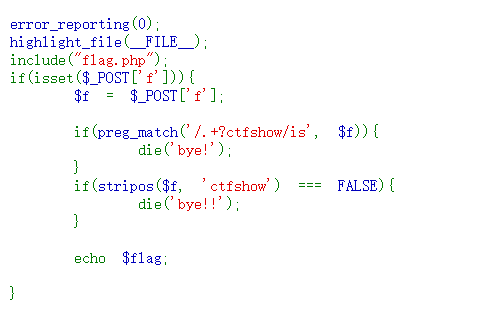 error_reporting(0);
highlight_file(__FILE__);
include("flag.php");
if(isset($_POST['f'])){
$f = $_POST['f'];
if(preg_match('/.+?ctfshow/is', $f)){
die('bye!');
}
if(stripos($f, 'ctfshow') === FALSE){
die('bye!!');
}
echo $flag;
}